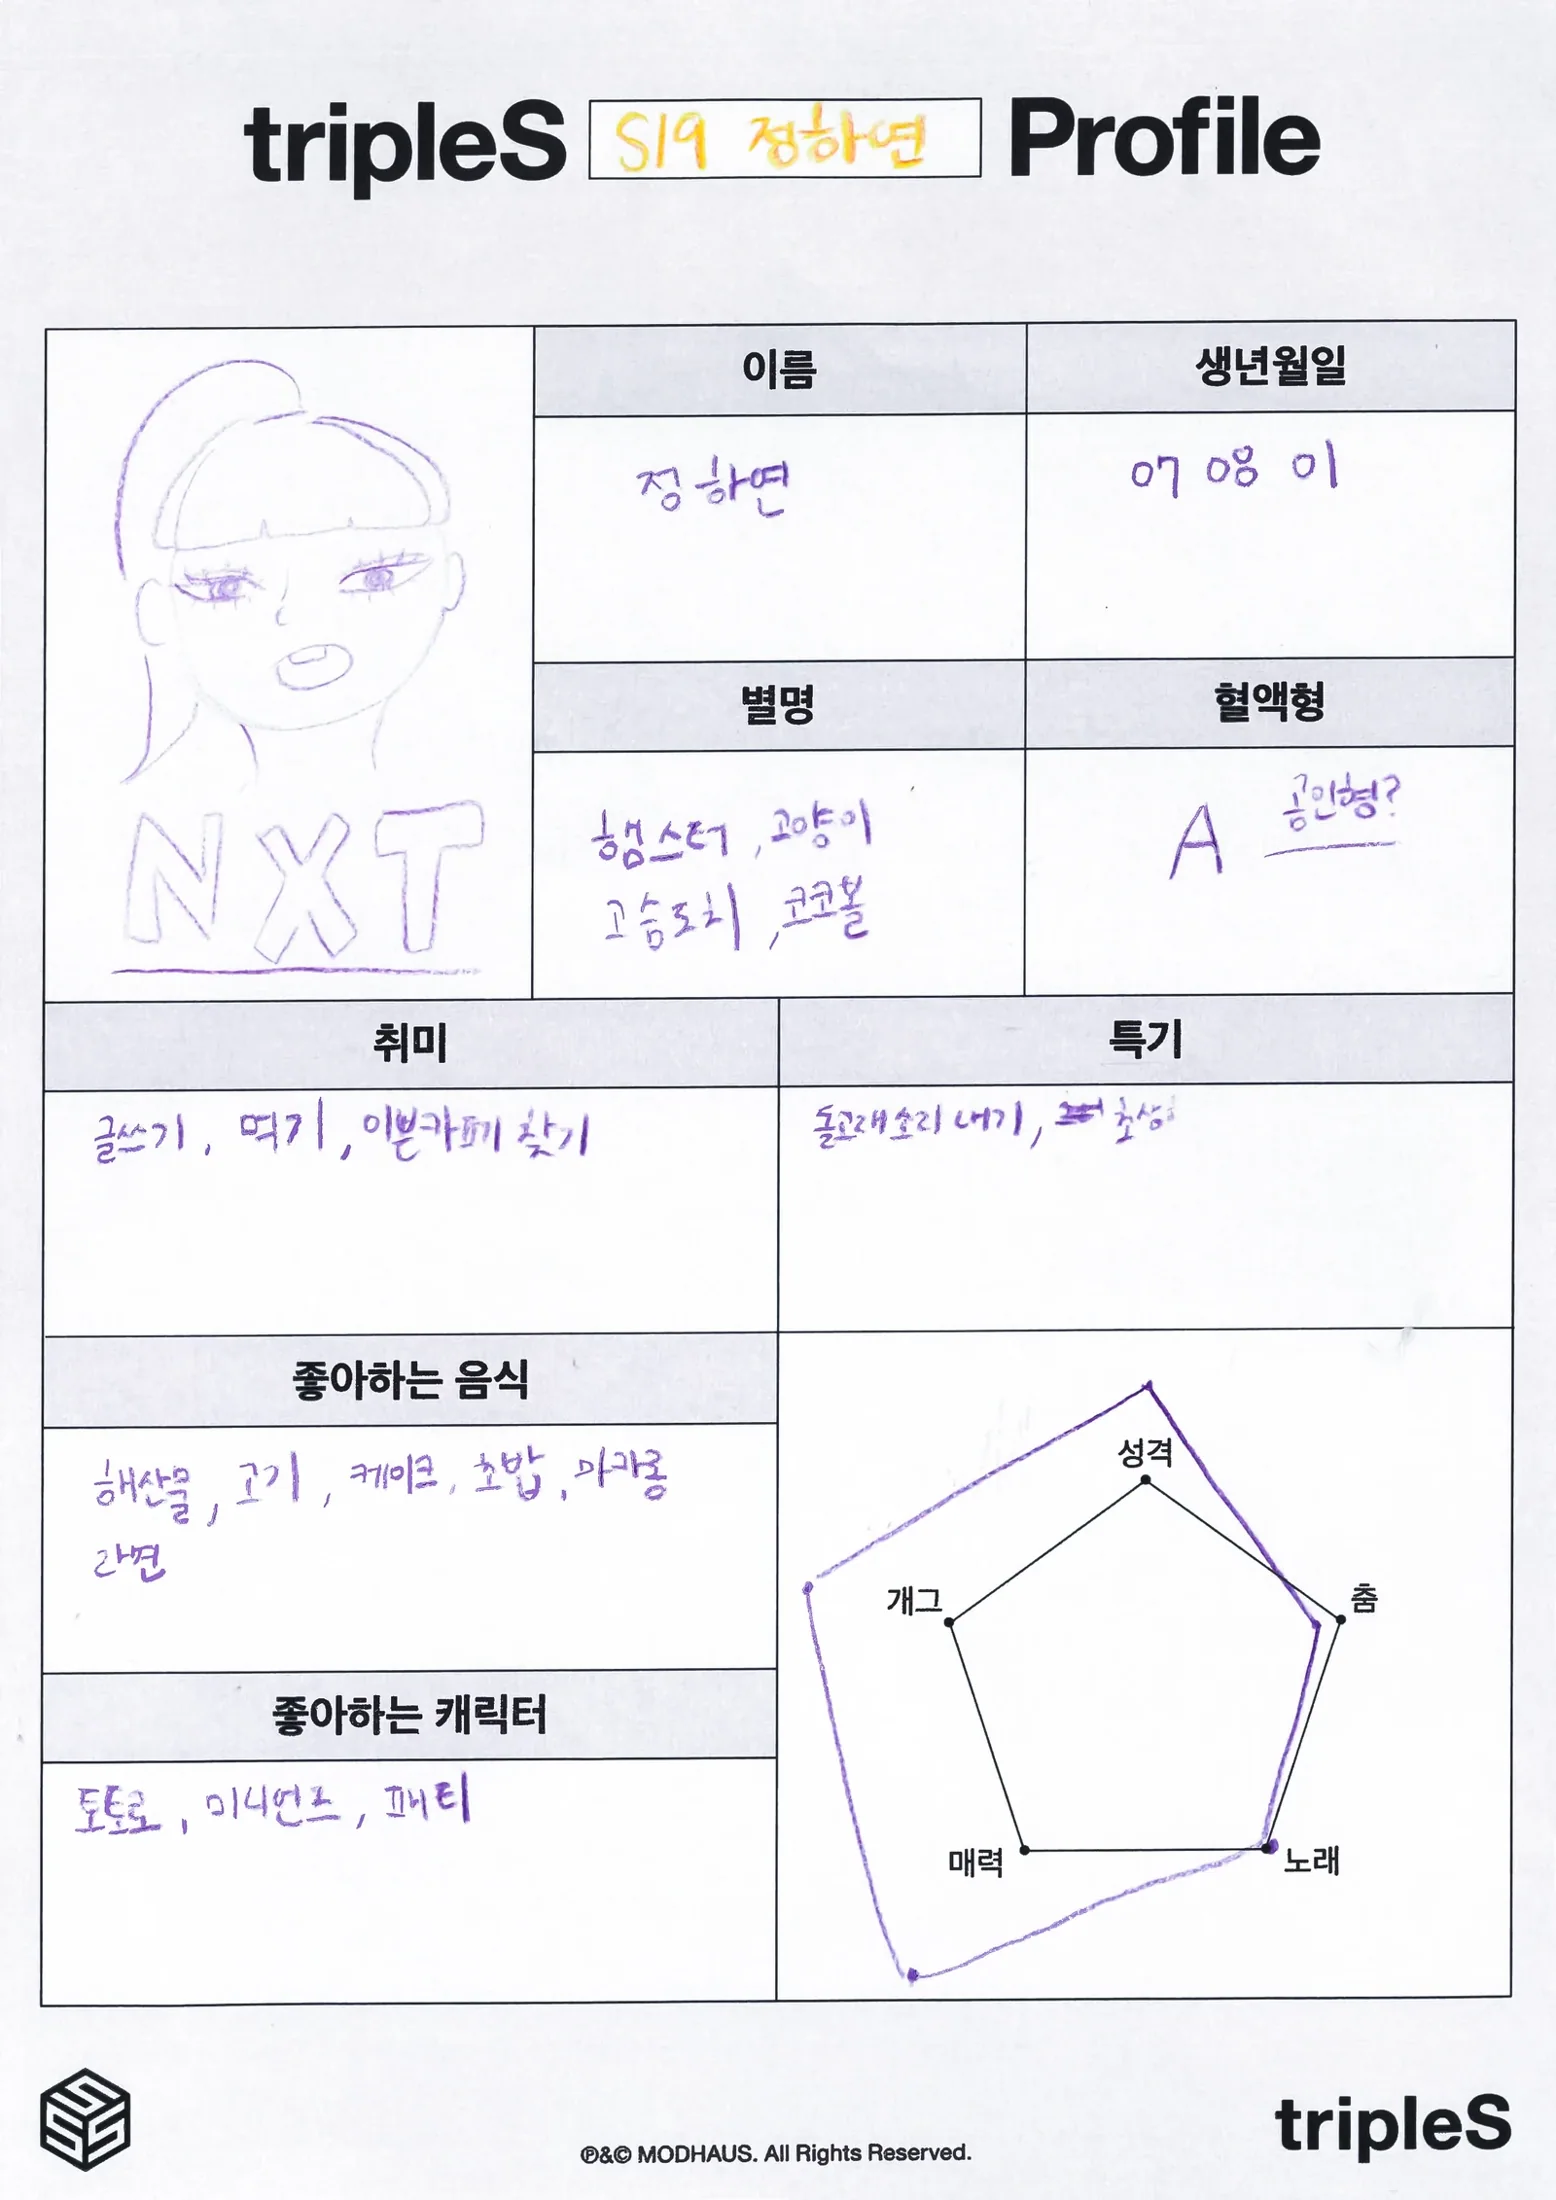 tripleS S19 정하연 Profile
이름
생년월일
정하연
07 08 01
별명
혈액형
햄스터, 고양이
고슴도치, 코코볼
A 공인형?
NXT
취미
특기
글쓰기, 먹기, 이쁜카페 찾기
돌고래소리 내기,
좋아하는 음식
해산물, 고기, 케이크, 초밥, 마카롱
라면
성격
개그
춤
매력
노래
좋아하는 캐릭터
토토로, 미니언즈, 패티
SSS
tripleS
℗&© MODHAUS. All Rights Reserved.